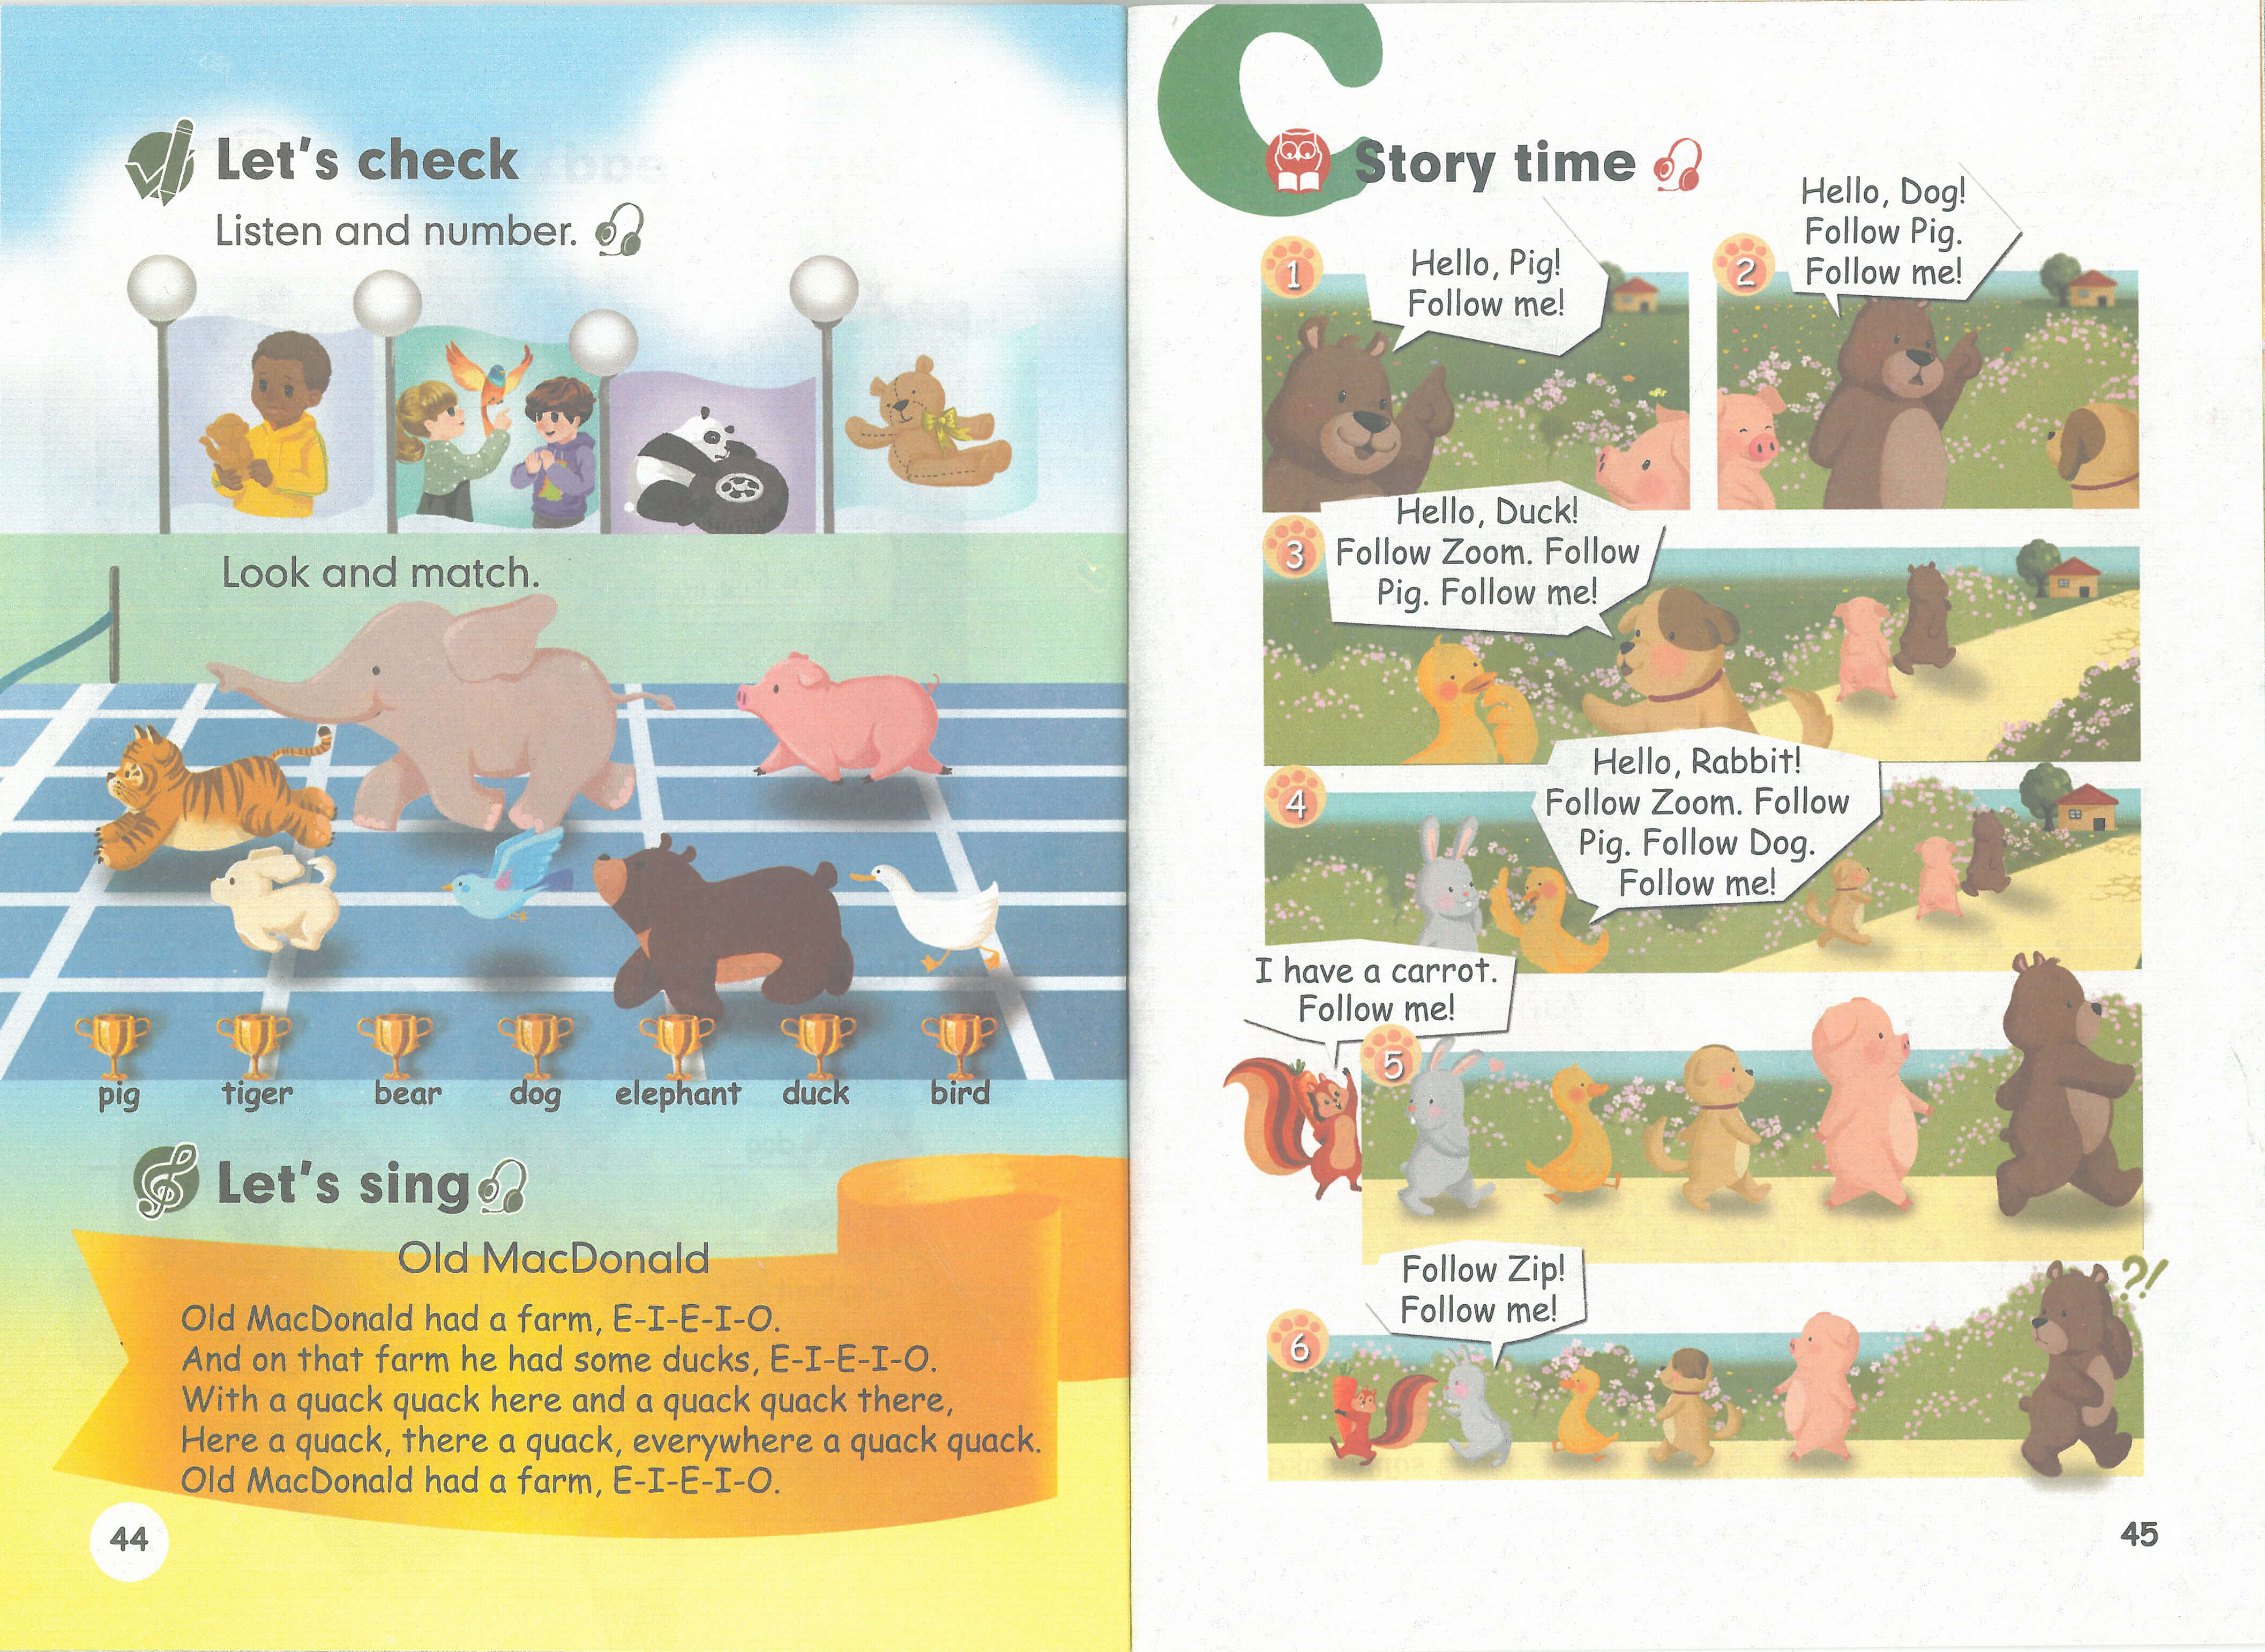 Let's check
Listen and number.
Look and match.
pig tiger bear dog elephant duck bird
Let's sing
Old MacDonald
Old MacDonald had a farm, E-I-E-I-O.
And on that farm he had some ducks, E-I-E-I-O.
With a quack quack here and a quack quack there,
Here a quack, there a quack, everywhere a quack quack.
Old MacDonald had a farm, E-I-E-I-O.
44
C
Story time
1
Hello, Pig!
Follow me!
2
Hello, Dog!
Follow Pig.
Follow me!
3
Hello, Duck!
Follow Zoom. Follow
Pig. Follow me!
4
Hello, Rabbit!
Follow Zoom. Follow
Pig. Follow Dog.
Follow me!
I have a carrot.
Follow me!
5
Follow Zip!
Follow me!
6
?!
45